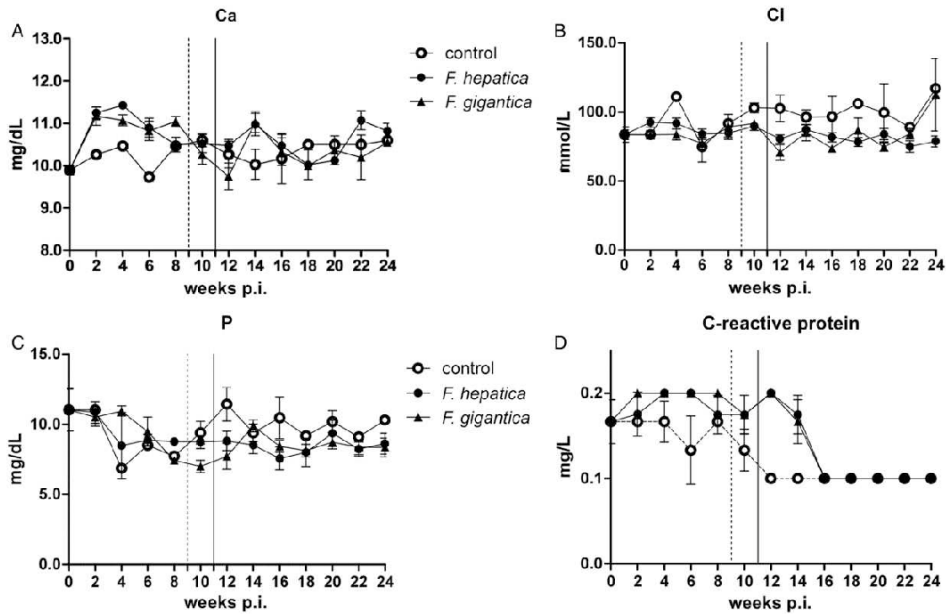 A
Ca
13.0
12.0
11.0
10.0
9.0
8.0
mg/dL
0 2 4 6 8 10 12 14 16 18 20 22 24
weeks p.i.
control
F. hepatica
F. gigantica
B
Cl
150.0
100.0
50.0
0.0
mmol/L
0 2 4 6 8 10 12 14 16 18 20 22 24
weeks p.i.
C
P
15.0
10.0
5.0
0.0
mg/dL
0 2 4 6 8 10 12 14 16 18 20 22 24
weeks p.i.
control
F. hepatica
F. gigantica
D
C-reactive protein
0.2
0.1
0.0
mg/L
0 2 4 6 8 10 12 14 16 18 20 22 24
weeks p.i.